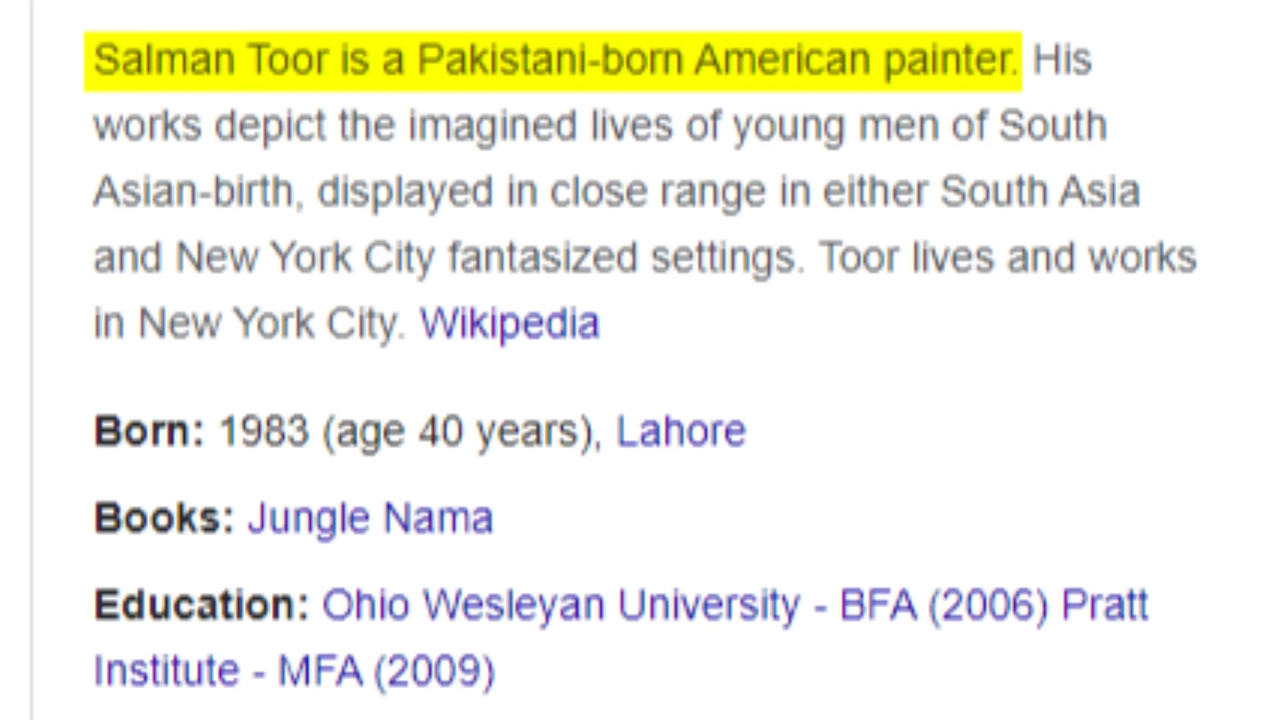 Salman Toor is a Pakistani-born American painter. His
works depict the imagined lives of young men of South
Asian-birth, displayed in close range in either South Asia
and New York City fantasized settings. Toor lives and works
in New York City. Wikipedia
Born: 1983 (age 40 years), Lahore
Books: Jungle Nama
Education: Ohio Wesleyan University - BFA (2006) Pratt
Institute - MFA (2009)